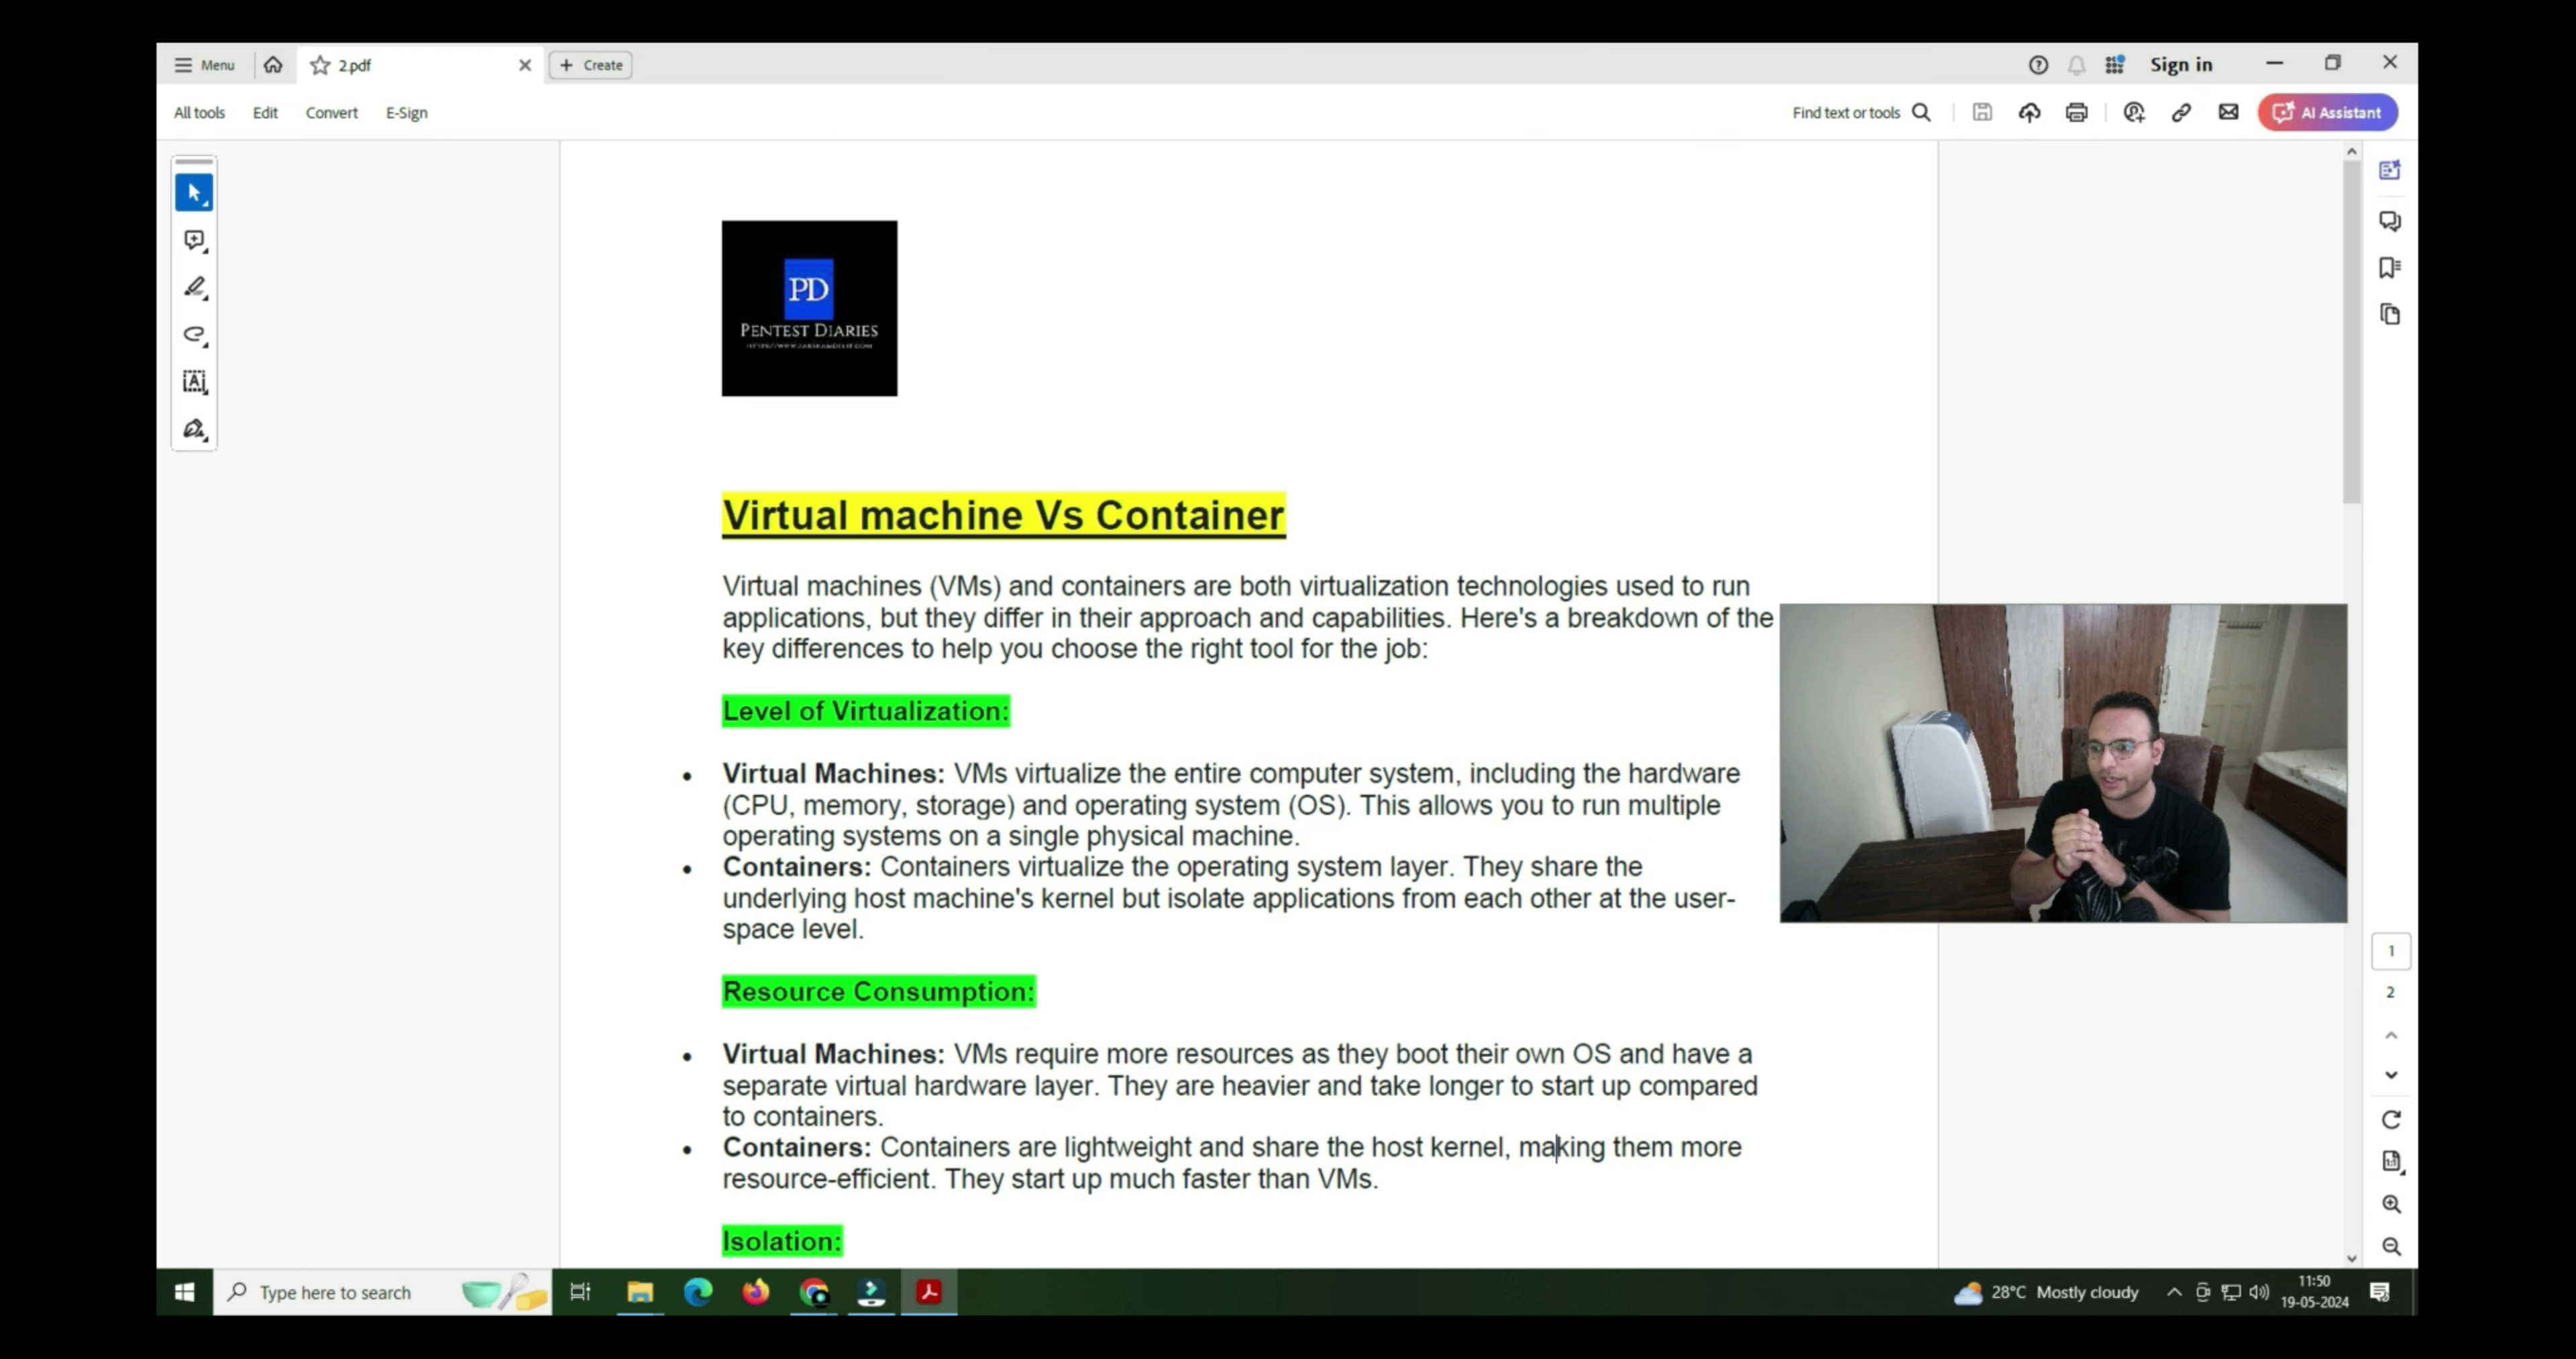 Menu
2.pdf
Create
Sign in
All tools
Edit
Convert
E-Sign
Find text or tools
AI Assistant
PD
PENTEST DIARIES
Virtual machine Vs Container
Virtual machines (VMs) and containers are both virtualization technologies used to run
applications, but they differ in their approach and capabilities. Here's a breakdown of the
key differences to help you choose the right tool for the job:
Level of Virtualization:
• Virtual Machines: VMs virtualize the entire computer system, including the hardware
(CPU, memory, storage) and operating system (OS). This allows you to run multiple
operating systems on a single physical machine.
• Containers: Containers virtualize the operating system layer. They share the
underlying host machine's kernel but isolate applications from each other at the user-
space level.
Resource Consumption:
• Virtual Machines: VMs require more resources as they boot their own OS and have a
separate virtual hardware layer. They are heavier and take longer to start up compared
to containers.
• Containers: Containers are lightweight and share the host kernel, making them more
resource-efficient. They start up much faster than VMs.
Isolation:
1
2
Type here to search
28°C Mostly cloudy
11:50
19-05-2024